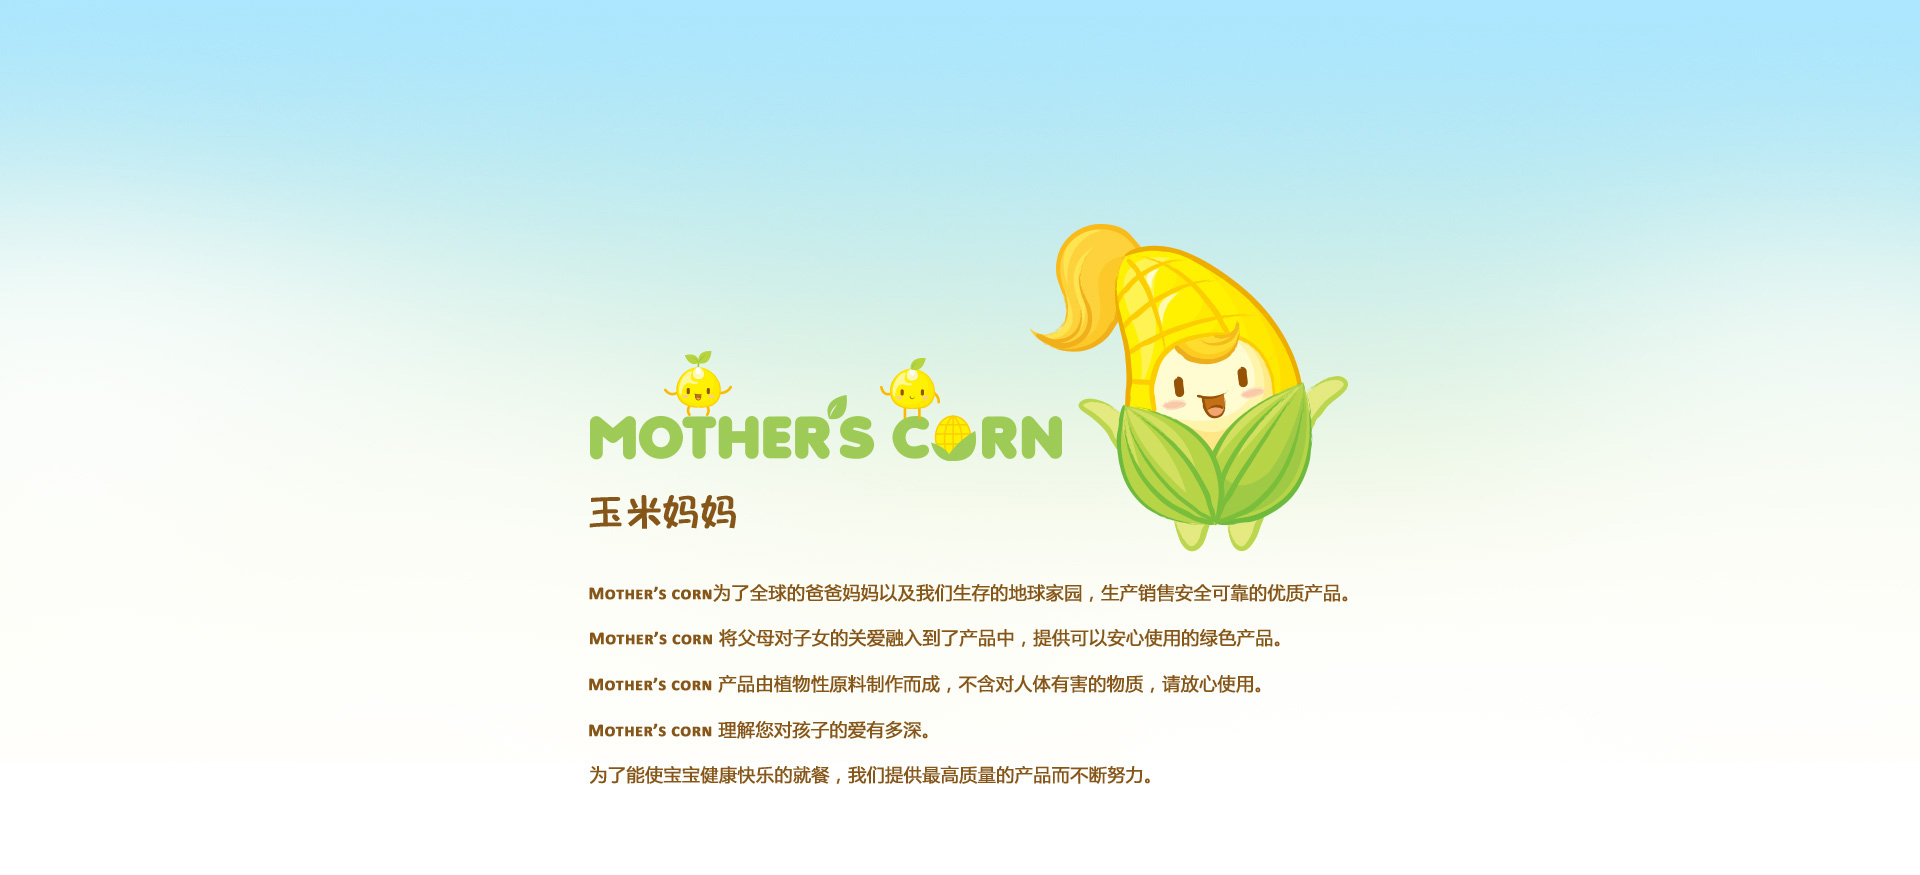 MOTHER'S CORN
玉米妈妈
MOTHER'S CORN为了全球的爸爸妈妈以及我们生存的地球家园，生产销售安全可靠的优质产品。
MOTHER'S CORN 将父母对子女的关爱融入到了产品中，提供可以安心使用的绿色产品。
MOTHER'S CORN 产品由植物性原料制作而成，不含对人体有害的物质，请放心使用。
MOTHER'S CORN 理解您对孩子的爱有多深。
为了能使宝宝健康快乐的就餐，我们提供最高质量的产品而不断努力。